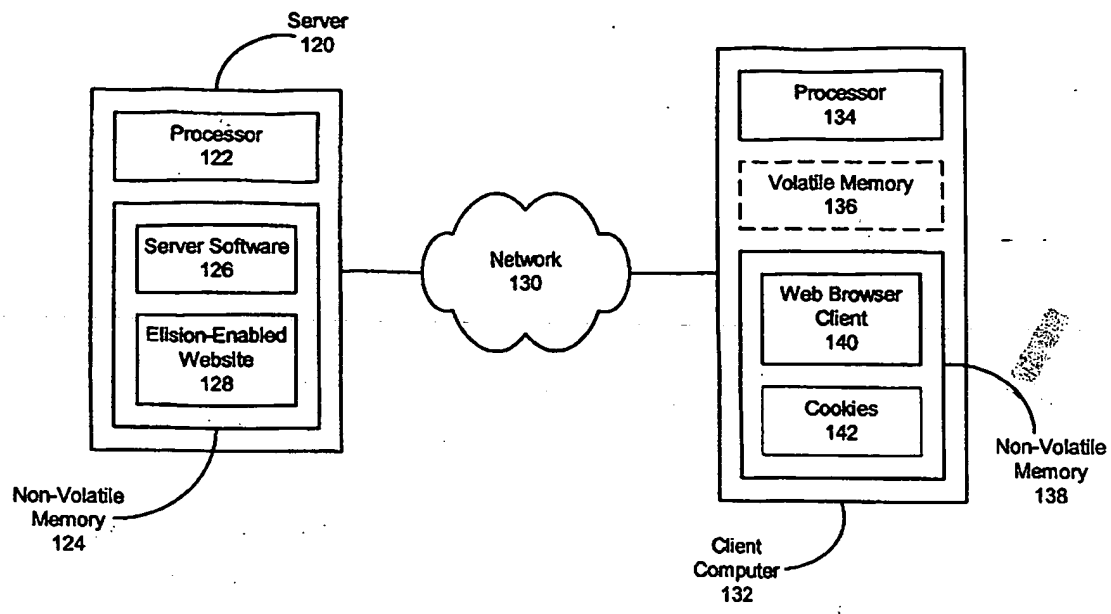 Server
120
Processor
122
Server Software
126
Elision-Enabled
Website
128
Non-Volatile
Memory
124
Network
130
Processor
134
Volatile Memory
136
Web Browser
Client
140
Cookies
142
Non-Volatile
Memory
138
Client
Computer
132